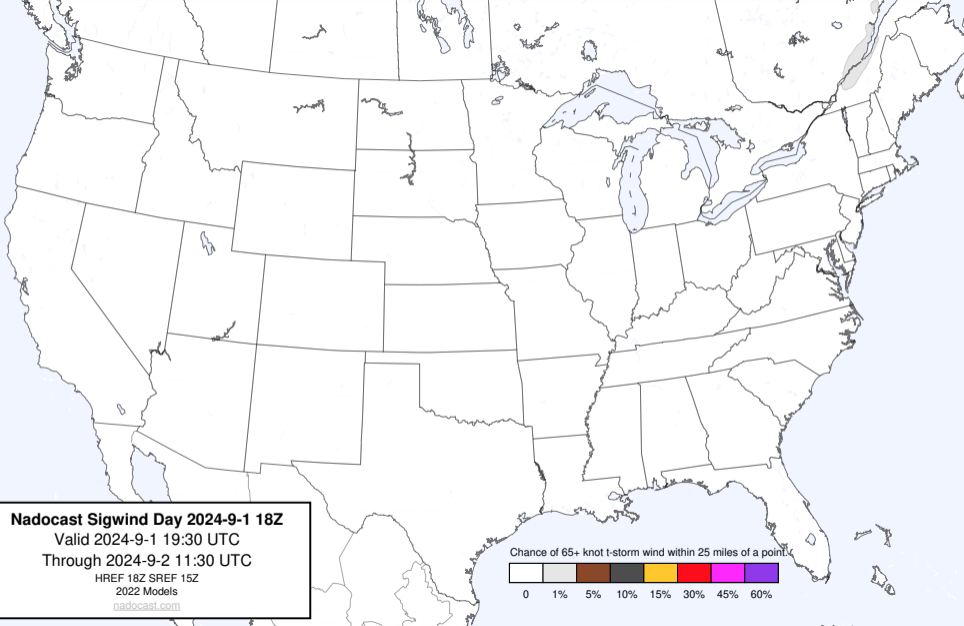 Nadocast Sigwind Day 2024-9-1 18Z
Valid 2024-9-1 19:30 UTC
Through 2024-9-2 11:30 UTC
HREF 18Z SREF 15Z
2022 Models
nadocast.com
Chance of 65+ knot t-storm wind within 25 miles of a point.
0 1% 5% 10% 15% 30% 45% 60%